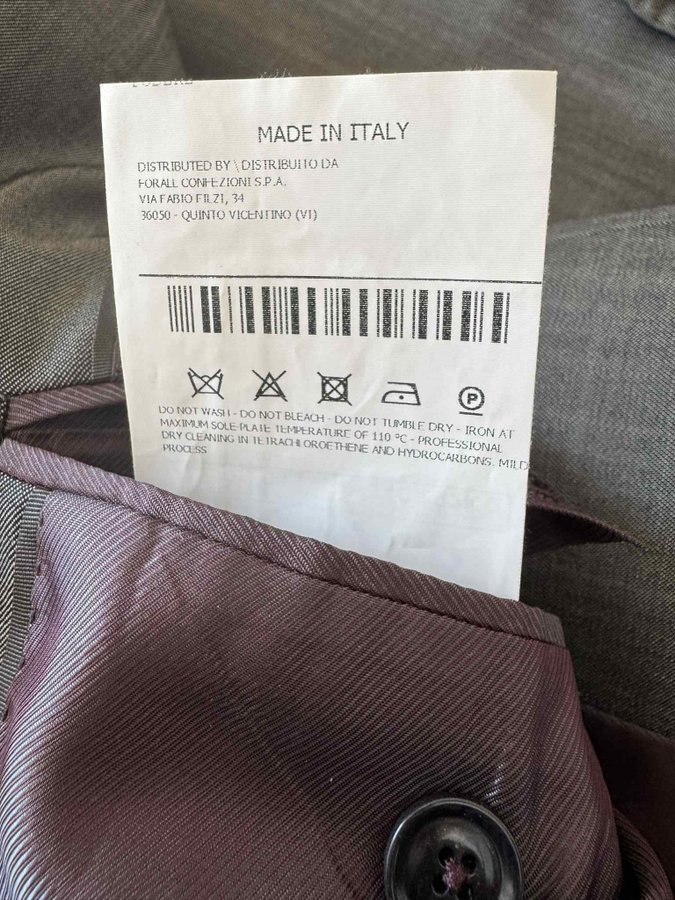 MADE IN ITALY
DISTRIBUTED BY \ DISTRIBUITO DA
FORALL CONFEZIONI S.P.A.
VIA FABIO FILZI, 34
36050 - QUINTO VICENTINO (VI)
P
DO NOT WASH - DO NOT BLEACH - DO NOT TUMBLE DRY - IRON AT
MAXIMUM SOLE-PLATE TEMPERATURE OF 110 °C - PROFESSIONAL
DRY CLEANING IN TETRACHLOROETHENE AND HYDROCARBONS. MILD
PROCESS